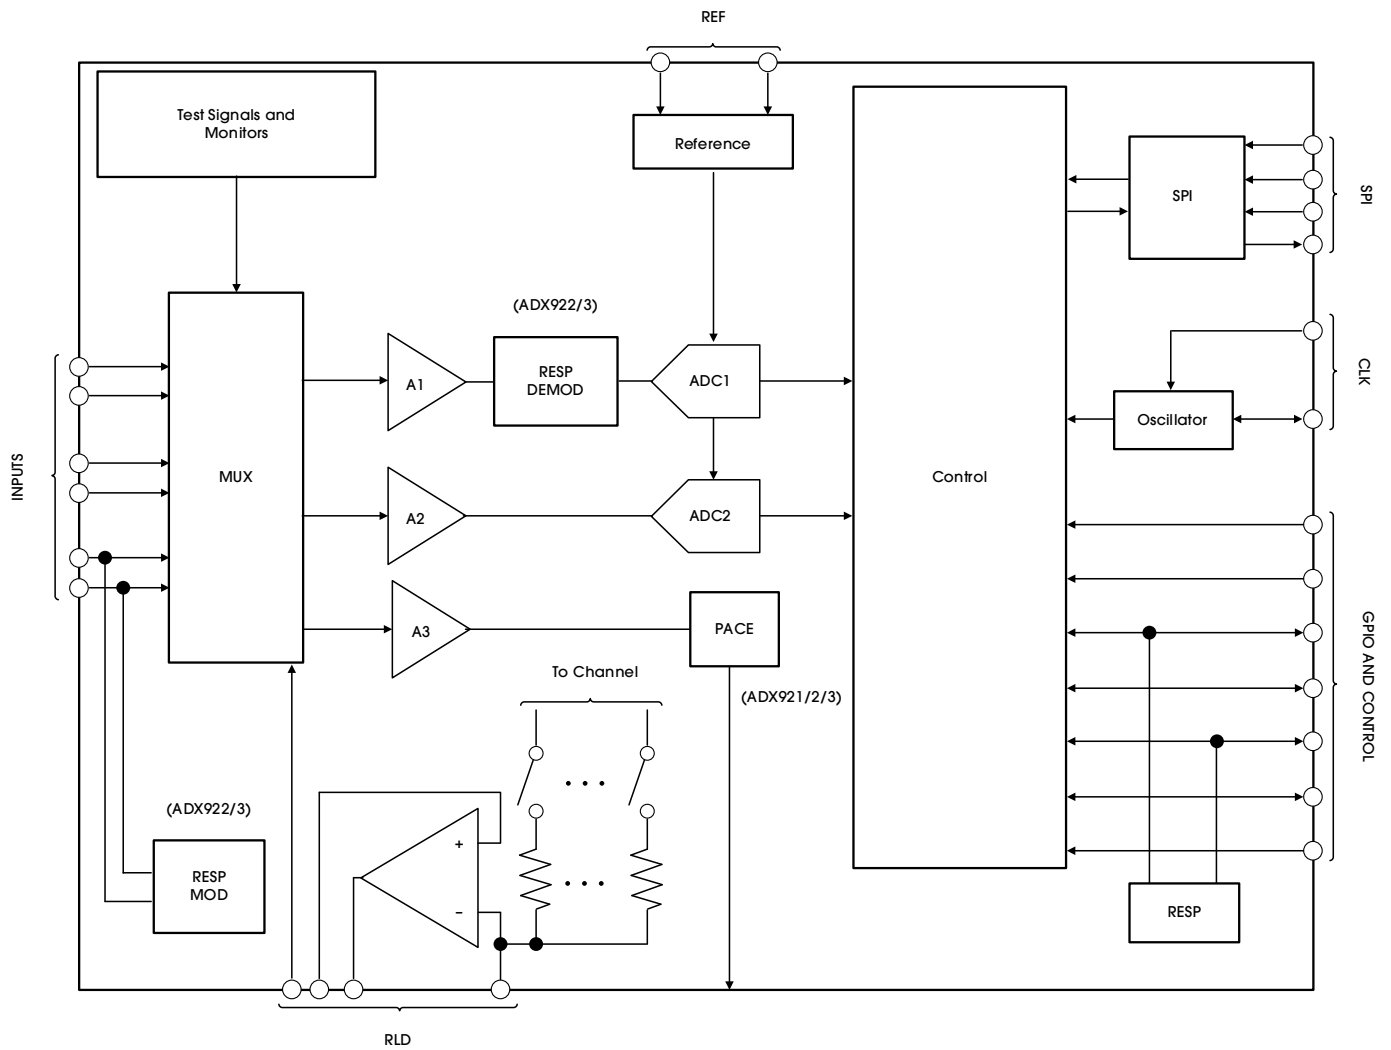 REF
Test Signals and
Monitors
Reference
SPI
SPI
(ADX922/3)
A1
RESP
DEMOD
ADC1
CLK
Oscillator
INPUTS
MUX
Control
A2
ADC2
A3
PACE
To Channel
(ADX921/2/3)
GPIO AND CONTROL
(ADX922/3)
+
RESP
MOD
−
RESP
RLD